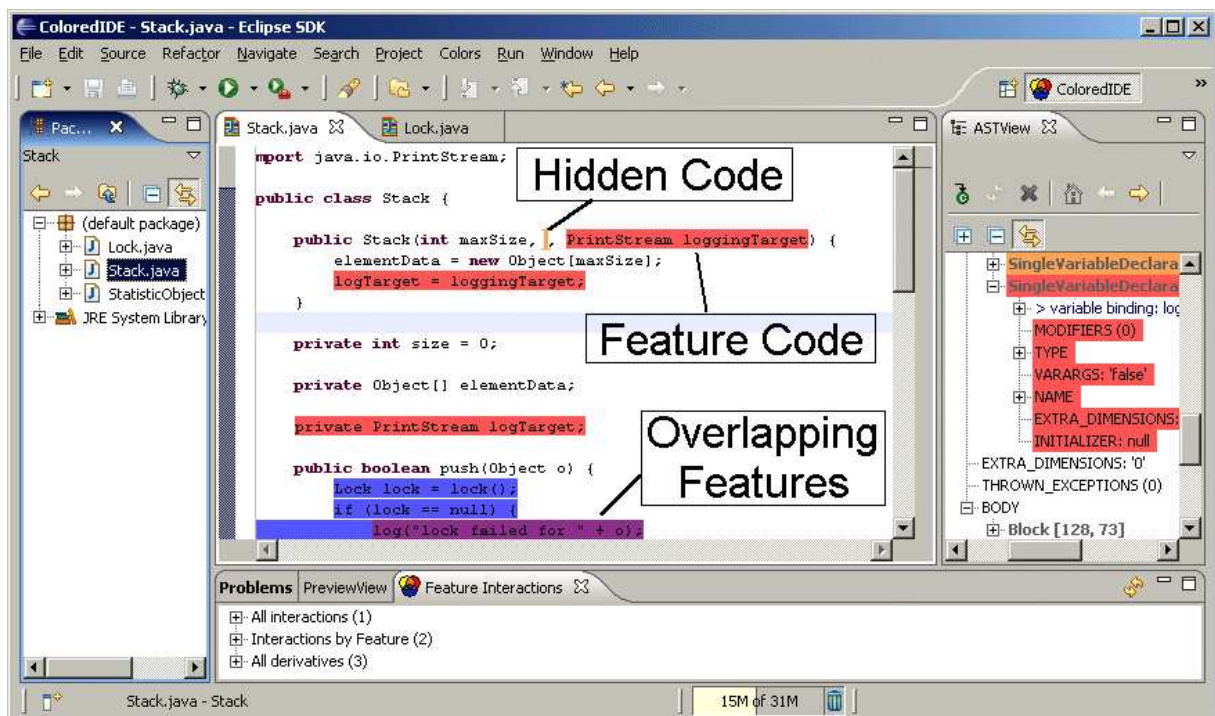 ColoredIDE - Stack.java - Eclipse SDK
File Edit Source Refactor Navigate Search Project Colors Run Window Help
ColoredIDE
»
Pac...
Stack
(default package)
Lock.java
Stack.java
StatisticObject
JRE System Library
Stack.java
Lock.java
mport java.io.PrintStream;
public class Stack {
public Stack(int maxSize, , PrintStream loggingTarget) {
elementData = new Object[maxSize];
logTarget = loggingTarget;
}
private int size = 0;
private Object[] elementData;
private PrintStream logTarget;
public boolean push(Object o) {
Lock lock = lock();
if (lock == null) {
log("lock failed for " + o);
Hidden Code
Feature Code
Overlapping
Features
ASTView
SingleVariableDeclara
SingleVariableDeclara
> variable binding: log
MODIFIERS (0)
TYPE
VARARGS: 'false'
NAME
EXTRA_DIMENSIONS:
INITIALIZER: null
EXTRA_DIMENSIONS: '0'
THROWN_EXCEPTIONS (0)
BODY
Block [128, 73]
Problems PreviewView Feature Interactions
All interactions (1)
Interactions by Feature (2)
All derivatives (3)
Stack.java - Stack
15M of 31M